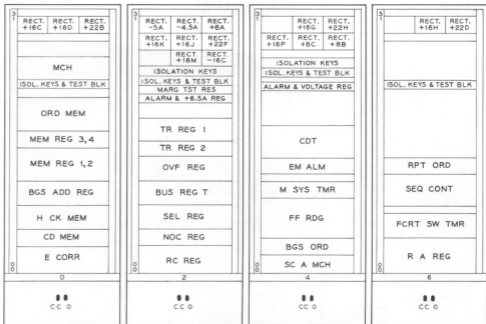 RECT. +16C RECT. +16D RECT. +22B
MCH
ISOL. KEYS & TEST BLK
ORD MEM
MEM REG 3,4
MEM REG 1,2
BGS ADD REG
H CK MEM
CD MEM
E CORR
0
CC 0
RECT. -5A RECT. -4.5A RECT. +8A
RECT. +16K RECT. +16J RECT. +22F
RECT. +16M RECT. -16C
ISOLATION KEYS
ISOL. KEYS & TEST BLK
MARG TST RES
ALARM & +6.5A REG
TR REG 1
TR REG 2
OVF REG
BUS REG T
SEL REG
NOC REG
RC REG
2
CC 0
RECT. +16G RECT. +22H
RECT. +16P RECT. +8C RECT. +8B
ISOLATION KEYS
ISOL. KEYS & TEST BLK
ALARM & VOLTAGE REG
CDT
EM ALM
M SYS TMR
FF RDG
BGS ORD
SC A MCH
4
CC 0
RECT. +16H RECT. +22D
ISOL. KEYS & TEST BLK
RPT ORD
SEQ CONT
FCRT SW TMR
R A REG
6
CC 0